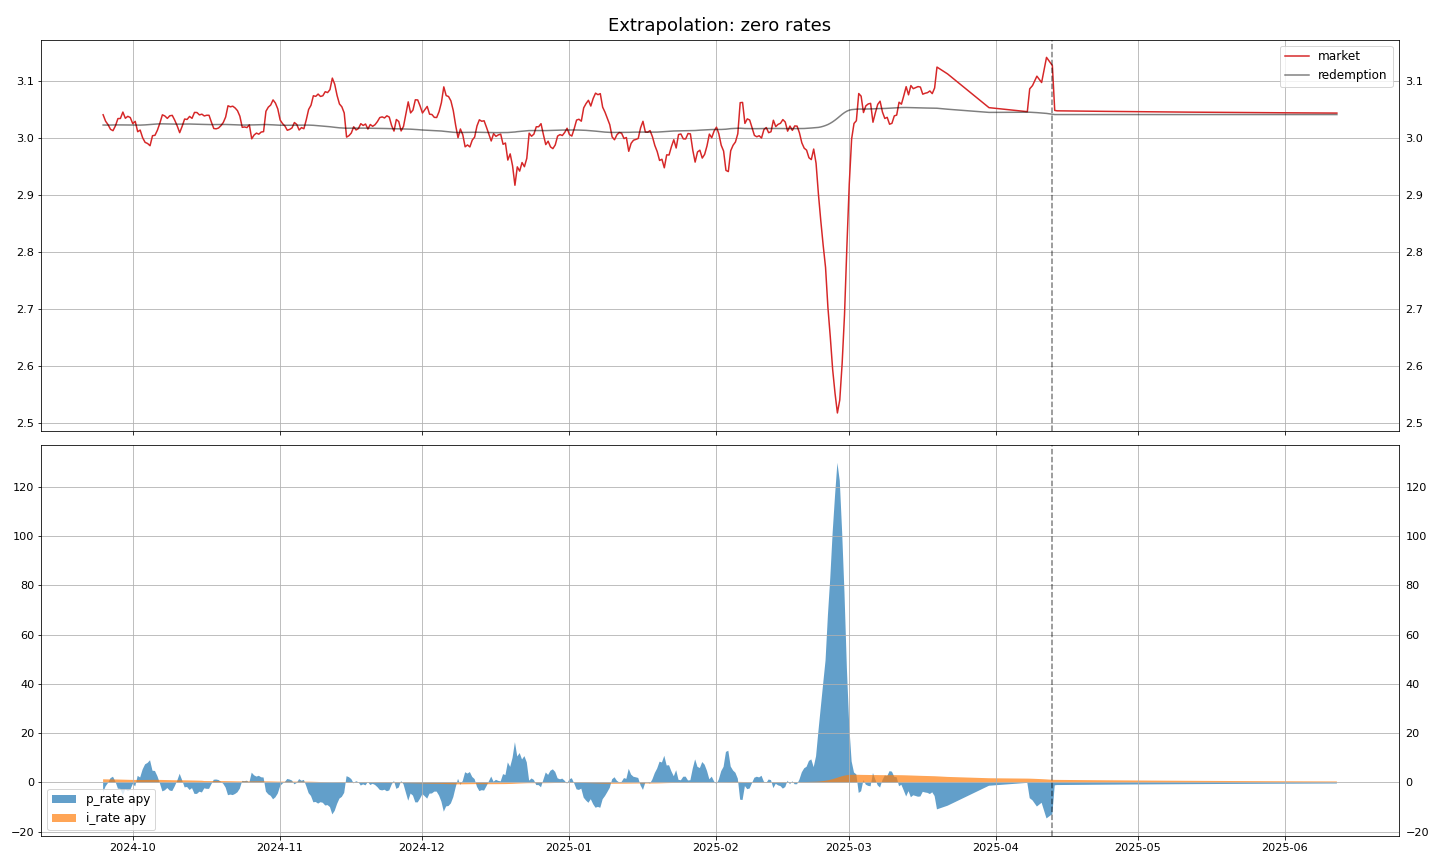 Extrapolation: zero rates
market
redemption
3.1 3.1
3.0 3.0
2.9 2.9
2.8 2.8
2.7 2.7
2.6 2.6
2.5 2.5
120 120
100 100
80 80
60 60
40 40
20 20
0 0
p_rate apy
i_rate apy
−20 −20
2024-10 2024-11 2024-12 2025-01 2025-02 2025-03 2025-04 2025-05 2025-06